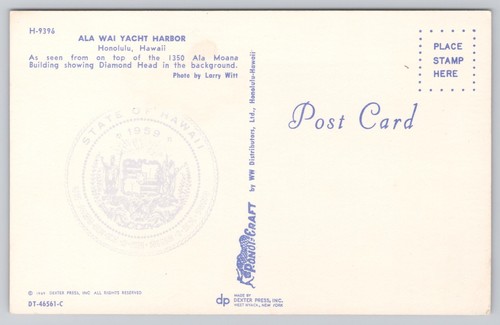 H-9396
ALA WAI YACHT HARBOR
Honolulu, Hawaii
As seen from on top of the 1350 Ala Moana
Building showing Diamond Head in the background.
Photo by Larry Witt
PLACE
STAMP
HERE
Post Card
STATE OF HAWAII
1959
by WW Distributors, Ltd., Honolulu-Hawaii
DEXTER PRESS, INC. ALL RIGHTS RESERVED
DT-46561-C
dp
MADE BY
DEXTER PRESS, INC.
WEST NYACK, NEW YORK